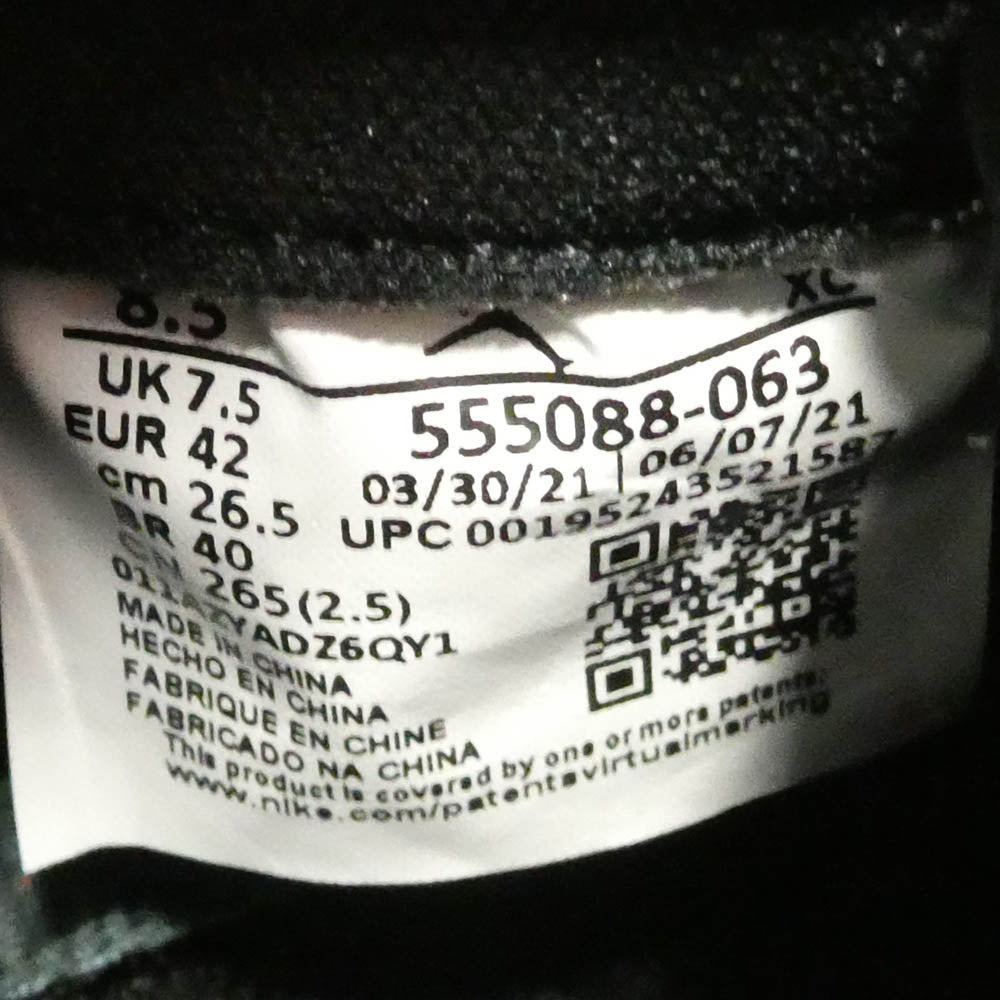 8.5
XL
UK 7.5
EUR 42
cm 26.5
BR 40
CN 265(2.5)
555088-063
03/30/21 | 06/07/21
UPC 00195243521587
MADE IN CHINA
HECHO EN CHINA
FABRIQUE EN CHINE
FABRICADO NA CHINA
This product is covered by one or more patents:
www.nike.com/patentsvirtualmarking